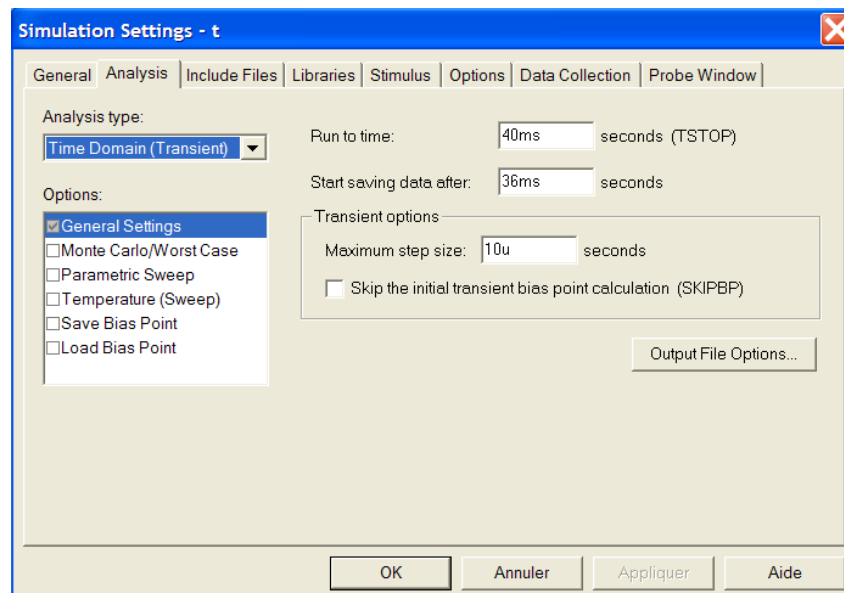 Simulation Settings - t
General Analysis Include Files Libraries Stimulus Options Data Collection Probe Window
Analysis type:
Time Domain (Transient)
Options:
General Settings
Monte Carlo/Worst Case
Parametric Sweep
Temperature (Sweep)
Save Bias Point
Load Bias Point
Run to time: 40ms seconds (TSTOP)
Start saving data after: 36ms seconds
Transient options
Maximum step size: 10u seconds
Skip the initial transient bias point calculation (SKIPBP)
Output File Options...
OK Annuler Appliquer Aide